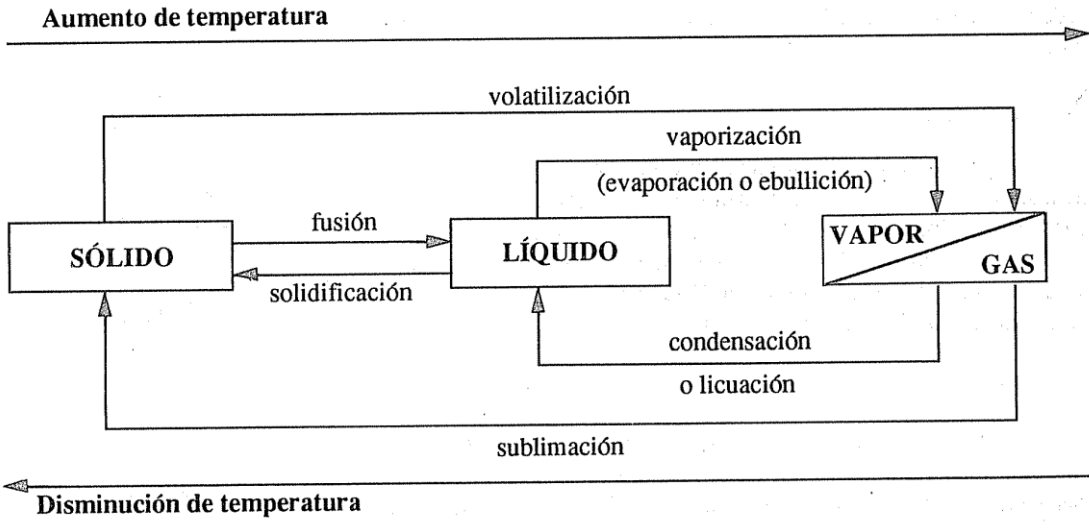 Aumento de temperatura
volatilización
vaporización
(evaporación o ebullición)
fusión
SÓLIDO
LÍQUIDO
VAPOR
GAS
solidificación
condensación
o licuación
sublimación
Disminución de temperatura